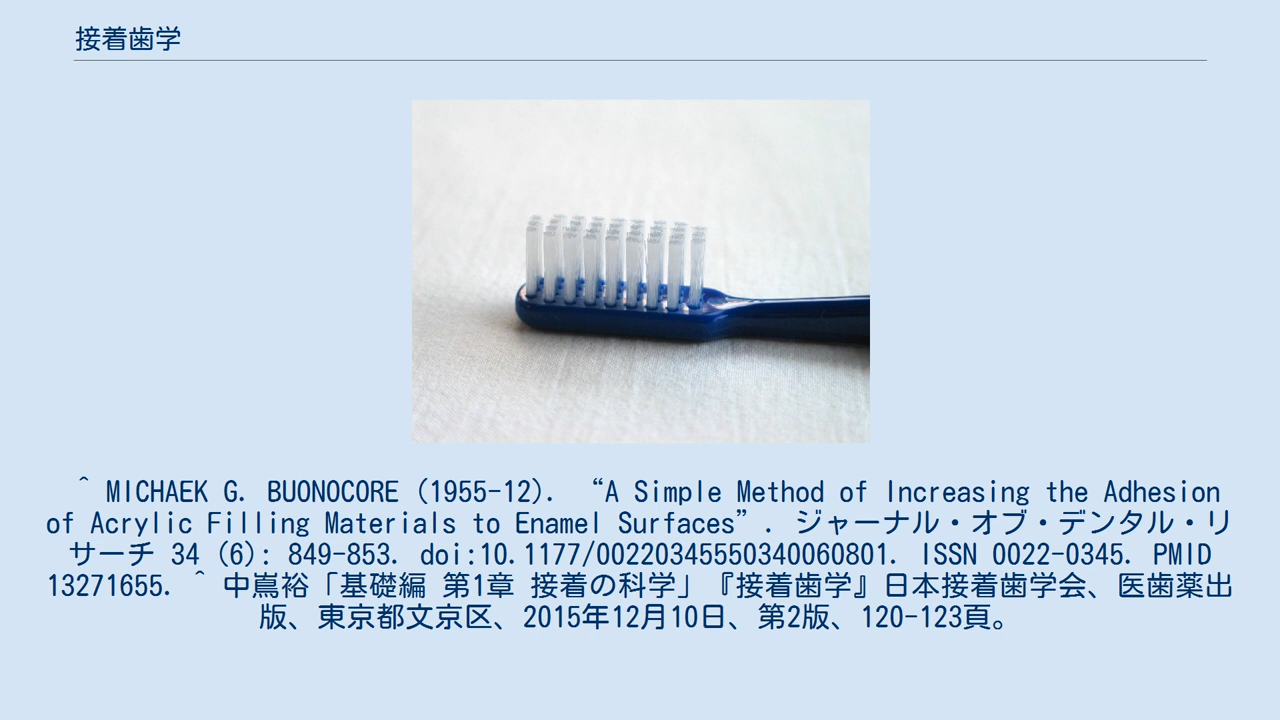 接着歯学
^ MICHAEK G. BUONOCORE (1955-12). “A Simple Method of Increasing the Adhesion
of Acrylic Filling Materials to Enamel Surfaces”. ジャーナル・オブ・デンタル・リ
サーチ 34 (6): 849-853. doi:10.1177/00220345550340060801. ISSN 0022-0345. PMID
13271655. ^ 中嶌裕「基礎編 第1章 接着の科学」『接着歯学』日本接着歯学会、医歯薬出
版、東京都文京区、2015年12月10日、第2版、120-123頁。